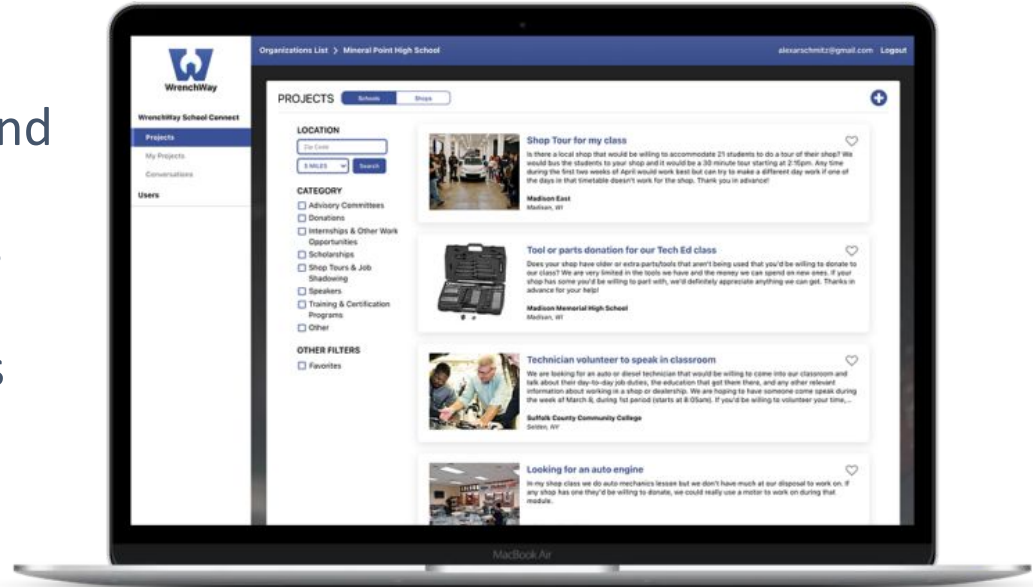 nd
s
WrenchWay
WrenchWay School Connect
Projects
My Projects
Conversations
Users
Organizations List > Mineral Point High School
alexarschmitz@gmail.com Logout
PROJECTS Schools Shops
LOCATION
Zip Code
5 MILES Search
CATEGORY
Advisory Committees
Donations
Internships & Other Work
Opportunities
Scholarships
Shop Tours & Job
Shadowing
Speakers
Training & Certification
Programs
Other
OTHER FILTERS
Favorites
Shop Tour for my class
Is there a local shop that would be willing to accommodate 21 students to do a tour of their shop? We
would bus the students to your shop and it would be a 30 minute tour starting at 2:15pm. Any time
during the first two weeks of April would work best but can try to make a different day work if one of
the days in that timetable doesn't work for the shop. Thank you in advance!
Madison East
Madison, WI
Tool or parts donation for our Tech Ed class
Does your shop have older or extra parts/tools that aren't being used that you'd be willing to donate to
our class? We are very limited in the tools we have and the money we can spend on new ones. If your
shop has some you'd be willing to part with, we'd definitely appreciate anything we can get. Thanks in
advance for your help!
Madison Memorial High School
Madison, WI
Technician volunteer to speak in classroom
We are looking for an auto or diesel technician that would be willing to come into our classroom and
talk about their day-to-day job duties, the education that got them there, and any other relevant
information about working in a shop or dealership. We are hoping to have someone come speak during
the week of March 6, during 1st period (starts at 8:05am). If you'd be willing to volunteer your time,...
Suffolk County Community College
Selden, NY
Looking for an auto engine
In my shop class we do auto mechanics lesson but we don't have much at our disposal to work on. If
any shop has one they'd be willing to donate, we could really use a motor to work on during that
module.
MacBook Air